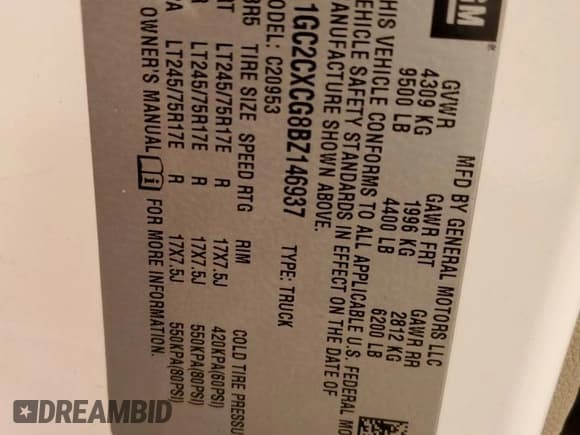 GM
MFD BY GENERAL MOTORS LLC
GVWR GAWR FRT GAWR RR
4309 KG 1996 KG 2812 KG
9500 LB 4400 LB 6200 LB
THIS VEHICLE CONFORMS TO ALL APPLICABLE U.S. FEDERAL MO
VEHICLE SAFETY STANDARDS IN EFFECT ON THE DATE OF
MANUFACTURE SHOWN ABOVE.
1GC2CXCG8BZ146937 TYPE: TRUCK
MODEL: C20953
TIRE SIZE SPEED RTG RIM COLD TIRE PRESSU
LT245/75R17E R 17X7.5J 420KPA(60PSI)
LT245/75R17E R 17X7.5J 550KPA(80PSI)
LT245/75R17E R 17X7.5J 550KPA(80PSI)
OWNER'S MANUAL FOR MORE INFORMATION.
DREAMBID